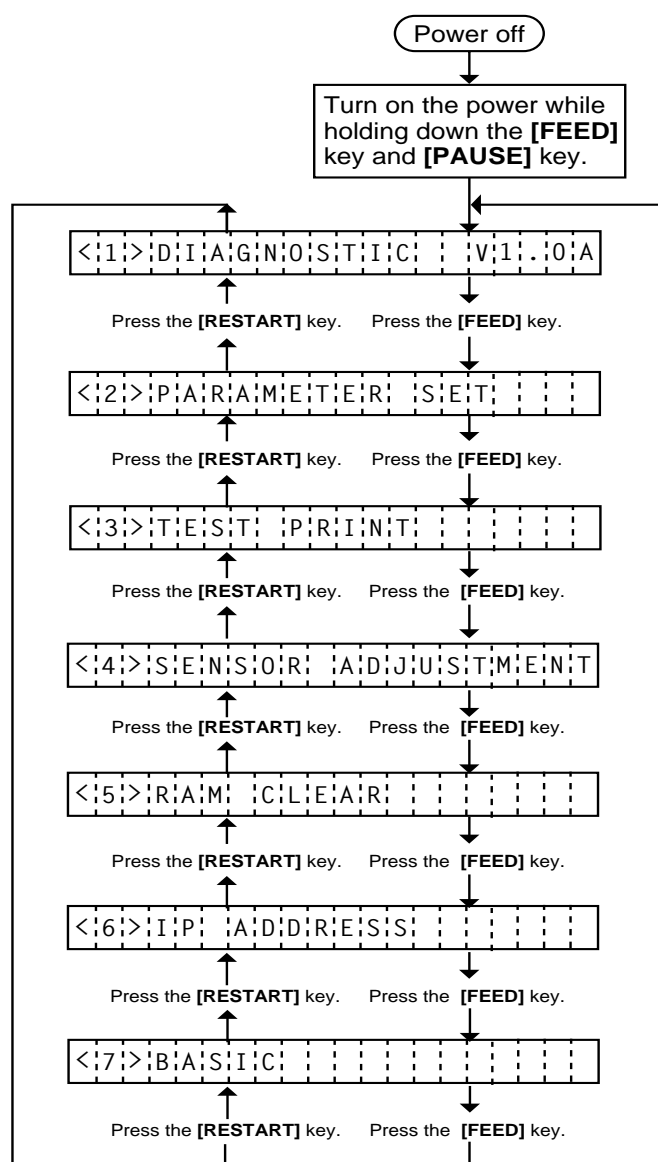 Power off
Turn on the power while
holding down the [FEED]
key and [PAUSE] key.
<1>DIAGNOSTIC  V1.0A
Press the [RESTART] key. Press the [FEED] key.
<2>PARAMETER SET
Press the [RESTART] key. Press the [FEED] key.
<3>TEST PRINT
Press the [RESTART] key. Press the [FEED] key.
<4>SENSOR ADJUSTMENT
Press the [RESTART] key. Press the [FEED] key.
<5>RAM CLEAR
Press the [RESTART] key. Press the [FEED] key.
<6>IP ADDRESS
Press the [RESTART] key. Press the [FEED] key.
<7>BASIC
Press the [RESTART] key. Press the [FEED] key.